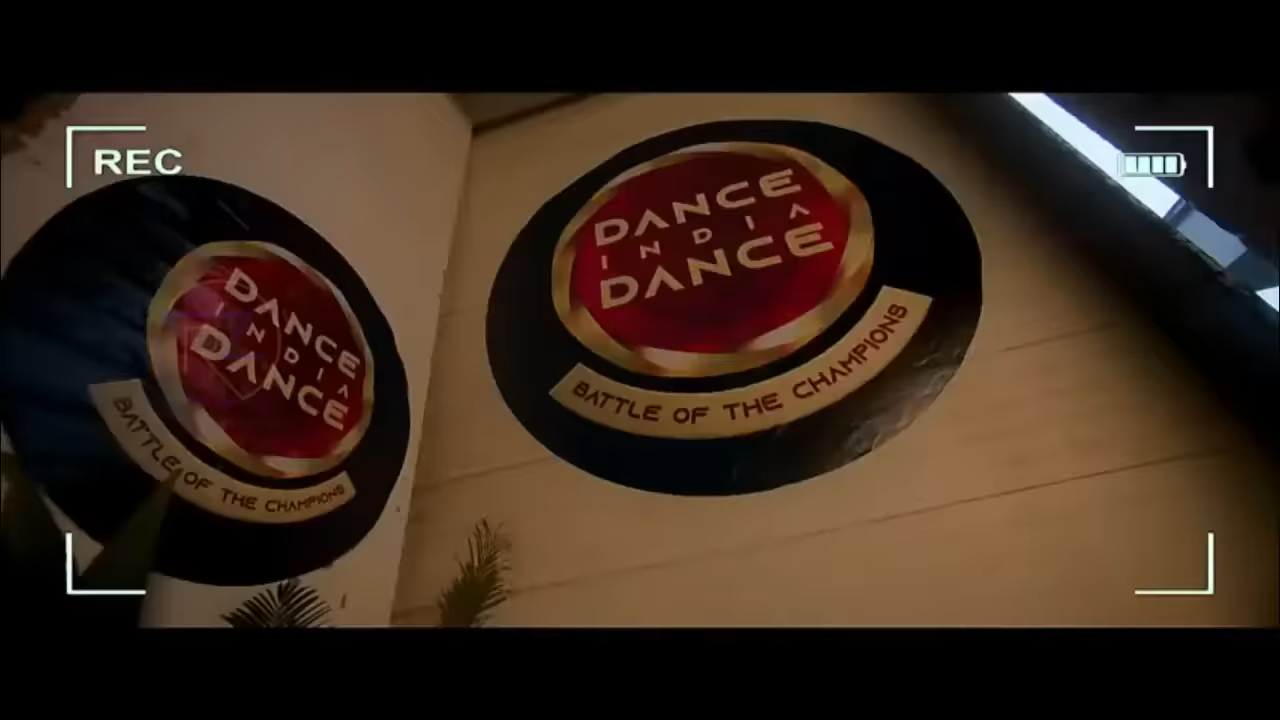 REC
DANCE
INDIA
DANCE
BATTLE OF THE CHAMPIONS
DANCE
INDIA
DANCE
BATTLE OF THE CHAMPIONS